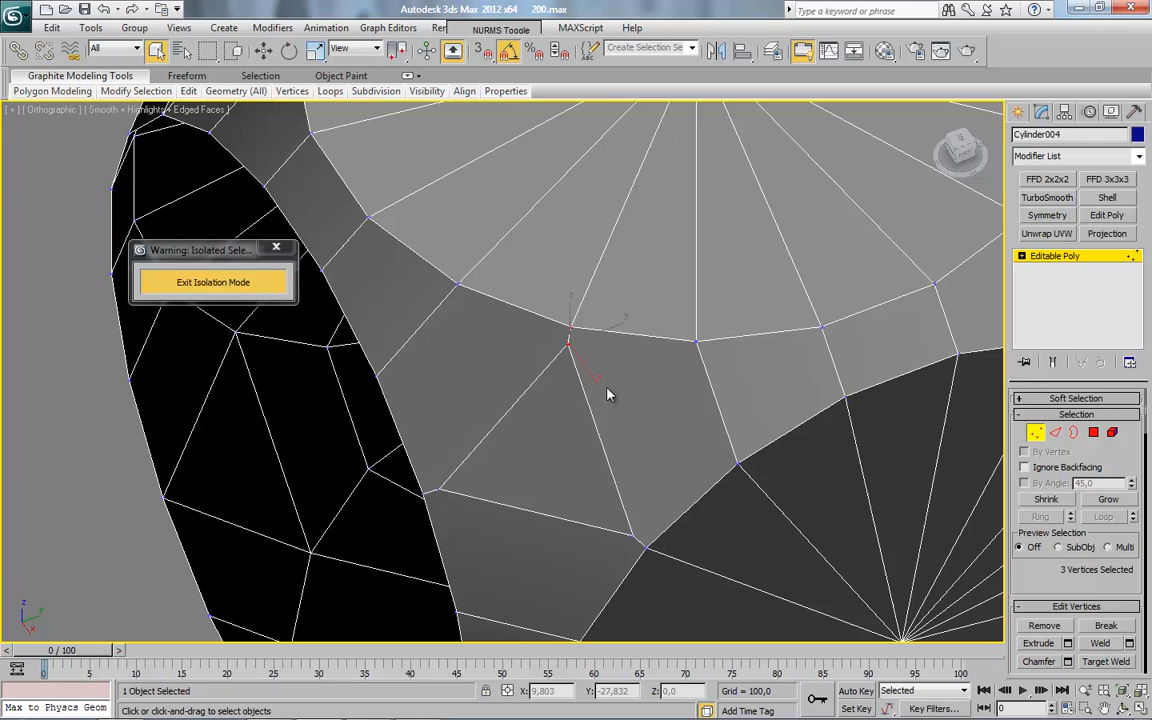 Autodesk 3ds Max 2012 x64 200.max
Type a keyword or phrase
Edit Tools Group Views Create Modifiers Animation Graph Editors Rer NURMS Toggle MAXScript Help
All View Create Selection Se
Graphite Modeling Tools Freeform Selection Object Paint
Polygon Modeling Modify Selection Edit Geometry (All) Vertices Loops Subdivision Visibility Align Properties
[ + ] [ Orthographic ] [ Smooth + Highlights + Edged Faces ]
Cylinder004
Modifier List
FFD 2x2x2 FFD 3x3x3
TurboSmooth Shell
Symmetry Edit Poly
Unwrap UVW Projection
Editable Poly
Warning: Isolated Sele...
Exit Isolation Mode
+ Soft Selection
- Selection
By Vertex
Ignore Backfacing
By Angle: 45,0
Shrink Grow
Ring Loop
Preview Selection
Off SubObj Multi
3 Vertices Selected
- Edit Vertices
Remove Break
Extrude Weld
Chamfer Target Weld
z y
z x y
< 0 / 100 >
0 5 10 15 20 25 30 35 40 45 50 55 60 65 70 75 80 85 90 95 100
1 Object Selected X: 9,803 Y: -27,832 Z: 0,0 Grid = 100,0 Auto Key Selected
Max to Physcs Geom Click or click-and-drag to select objects Add Time Tag Set Key Key Filters... 0